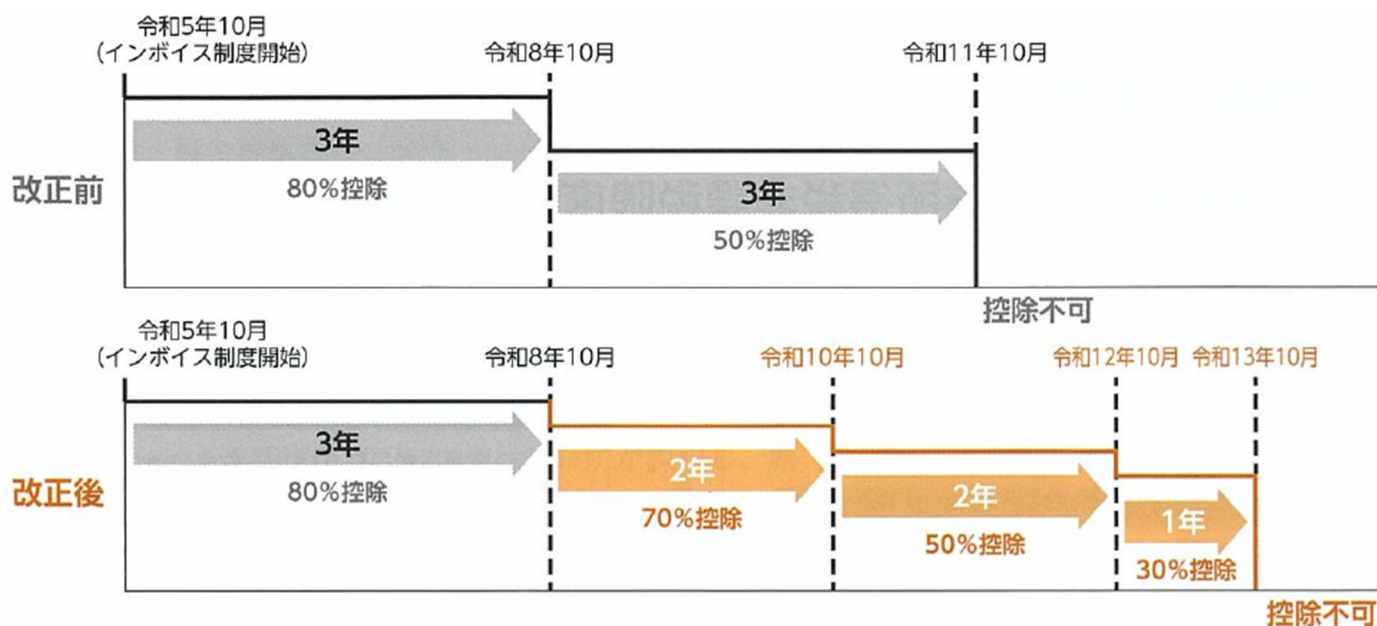 令和5年10月
（インボイス制度開始）
令和8年10月
令和11年10月
改正前
3年
80%控除
3年
50%控除
控除不可
令和5年10月
（インボイス制度開始）
令和8年10月
令和10年10月
令和12年10月
令和13年10月
改正後
3年
80%控除
2年
70%控除
2年
50%控除
1年
30%控除
控除不可